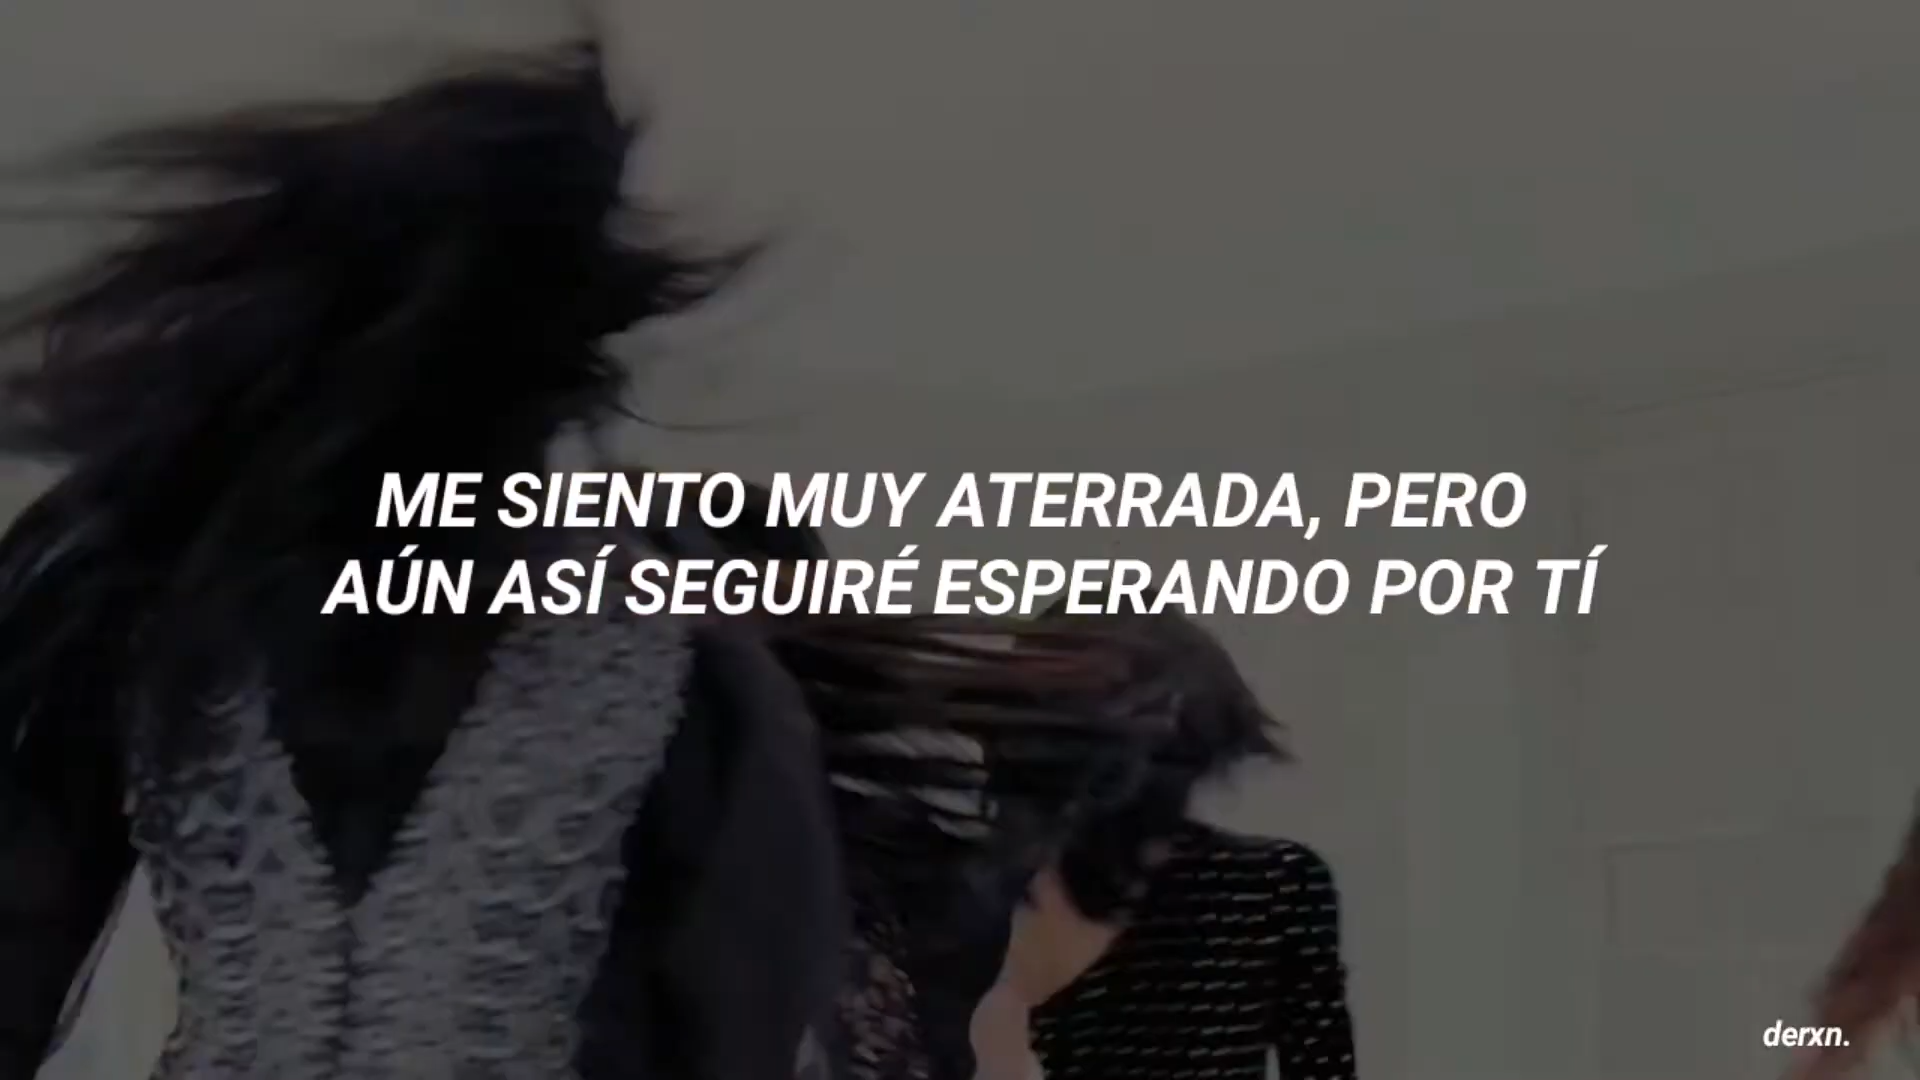 ME SIENTO MUY ATERRADA, PERO
AÚN ASÍ SEGUIRÉ ESPERANDO POR TÍ
derxn.